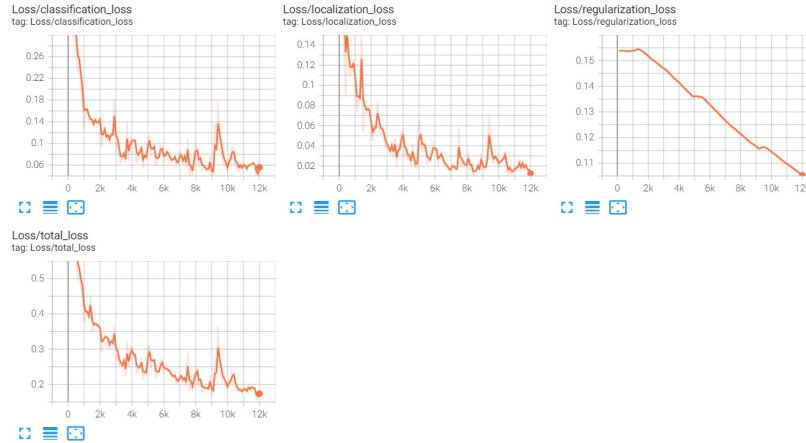 Loss/classification_loss
tag: Loss/classification_loss
0.26
0.22
0.18
0.14
0.1
0.06
0 2k 4k 6k 8k 10k 12k
Loss/localization_loss
tag: Loss/localization_loss
0.14
0.12
0.1
0.08
0.06
0.04
0.02
0 2k 4k 6k 8k 10k 12k
Loss/regularization_loss
tag: Loss/regularization_loss
0.15
0.14
0.13
0.12
0.11
0 2k 4k 6k 8k 10k 12
Loss/total_loss
tag: Loss/total_loss
0.5
0.4
0.3
0.2
0 2k 4k 6k 8k 10k 12k